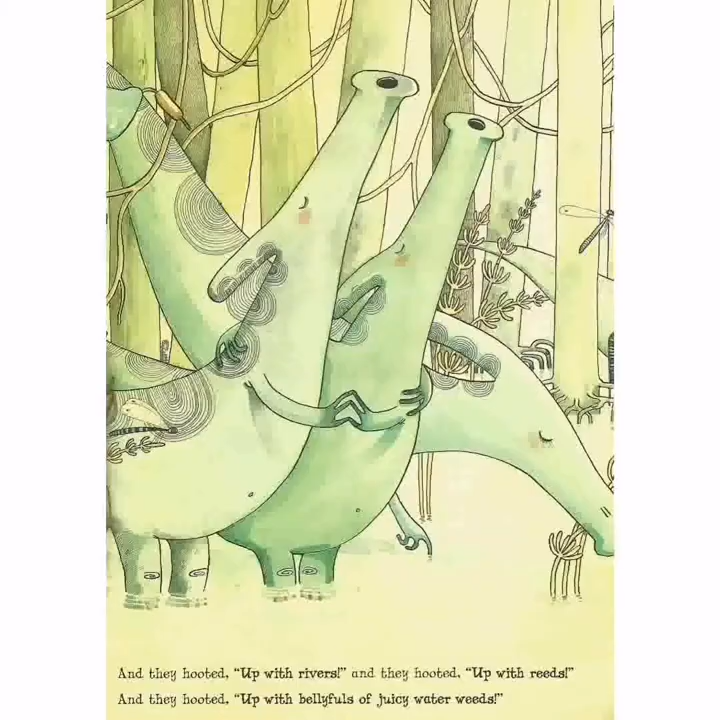 And they hooted, “Up with rivers!” and they hooted, “Up with reeds!”
And they hooted, “Up with bellyfuls of juicy water weeds!”